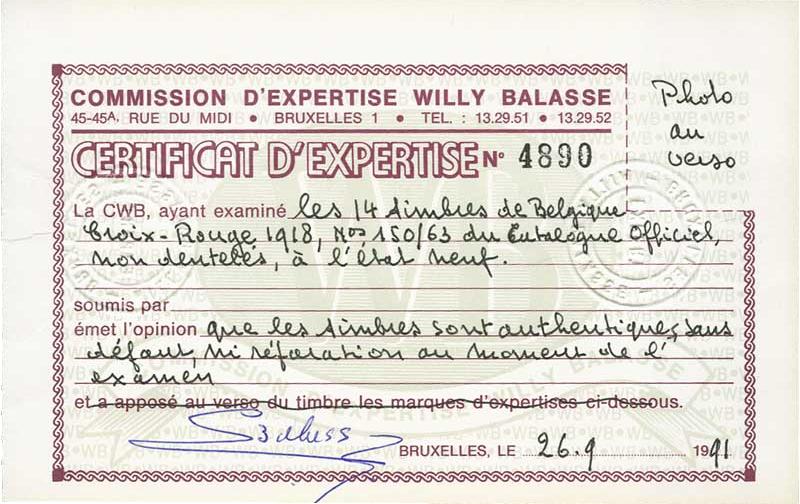 COMMISSION D'EXPERTISE WILLY BALASSE
45-45A, RUE DU MIDI • BRUXELLES 1 • TEL. : 13.29.51 • 13.29.52
Photo
au
verso
CERTIFICAT D'EXPERTISE N° 4890
La CWB, ayant examiné les 14 timbres de Belgique
Croix-Rouge, 1918, Nos 150/63 du Catalogue Officiel,
non dentelés, à l'état neuf.
soumis par
émet l'opinion que les timbres sont authentiques, sans
défaut, ni réparation au moment de l'
examen
et a apposé au verso du timbre les marques d'expertises ci-dessous.
COMMISSION D'EXPERTISE WILLY BALASSE
BRUXELLES, LE 26.9 1991